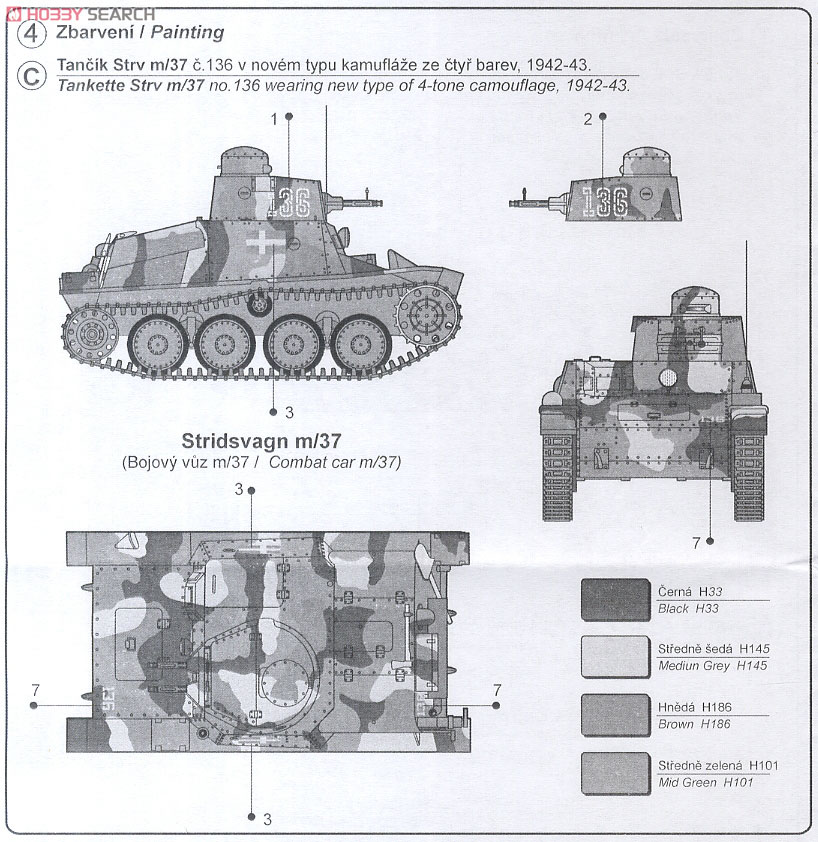 HOBBY SEARCH
4 Zbarvení / Painting
C Tančík Strv m/37 č.136 v novém typu kamufláže ze čtyř barev, 1942-43.
Tankette Strv m/37 no.136 wearing new type of 4-tone camouflage, 1942-43.
1
2
136
136
3
Stridsvagn m/37
(Bojový vůz m/37 / Combat car m/37)
3
7
Černá H33
Black H33
Středně šedá H145
Mediun Grey H145
7
7
136
Hnědá H186
Brown H186
Středně zelená H101
Mid Green H101
3